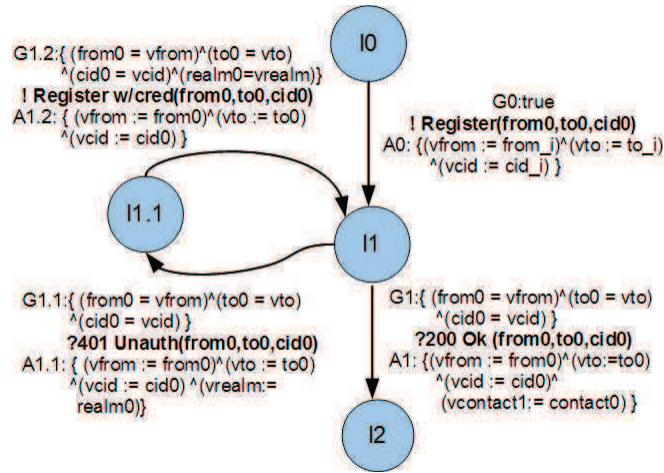 I0
G1.2:{ (from0 = vfrom)^(to0 = vto)
^(cid0 = vcid)^(realm0=vrealm)}
! Register w/cred(from0,to0,cid0)
A1.2: { (vfrom := from0)^(vto := to0)
^(vcid := cid0) }
G0:true
! Register(from0,to0,cid0)
A0: {(vfrom := from_i)^(vto := to_i)
^(vcid := cid_i) }
I1.1
I1
G1.1:{ (from0 = vfrom)^(to0 = vto)
^(cid0 = vcid) }
?401 Unauth(from0,to0,cid0)
A1.1: { (vfrom := from0)^(vto := to0)
^(vcid := cid0) ^(vrealm:=
realm0)}
G1:{ (from0 = vfrom)^(to0 = vto)
^(cid0 = vcid) }
?200 Ok (from0,to0,cid0)
A1: {(vfrom := from0)^(vto:=to0)
^(vcid := cid0)^
(vcontact1:= contact0) }
I2